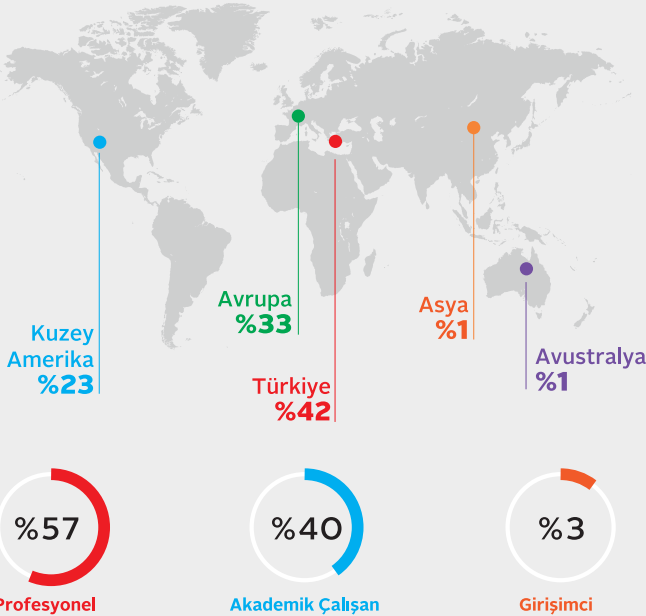 Kuzey
Amerika
%23
Avrupa
%33
Türkiye
%42
Asya
%1
Avustralya
%1
%57
Profesyonel
%40
Akademik Çalışan
%3
Girişimci